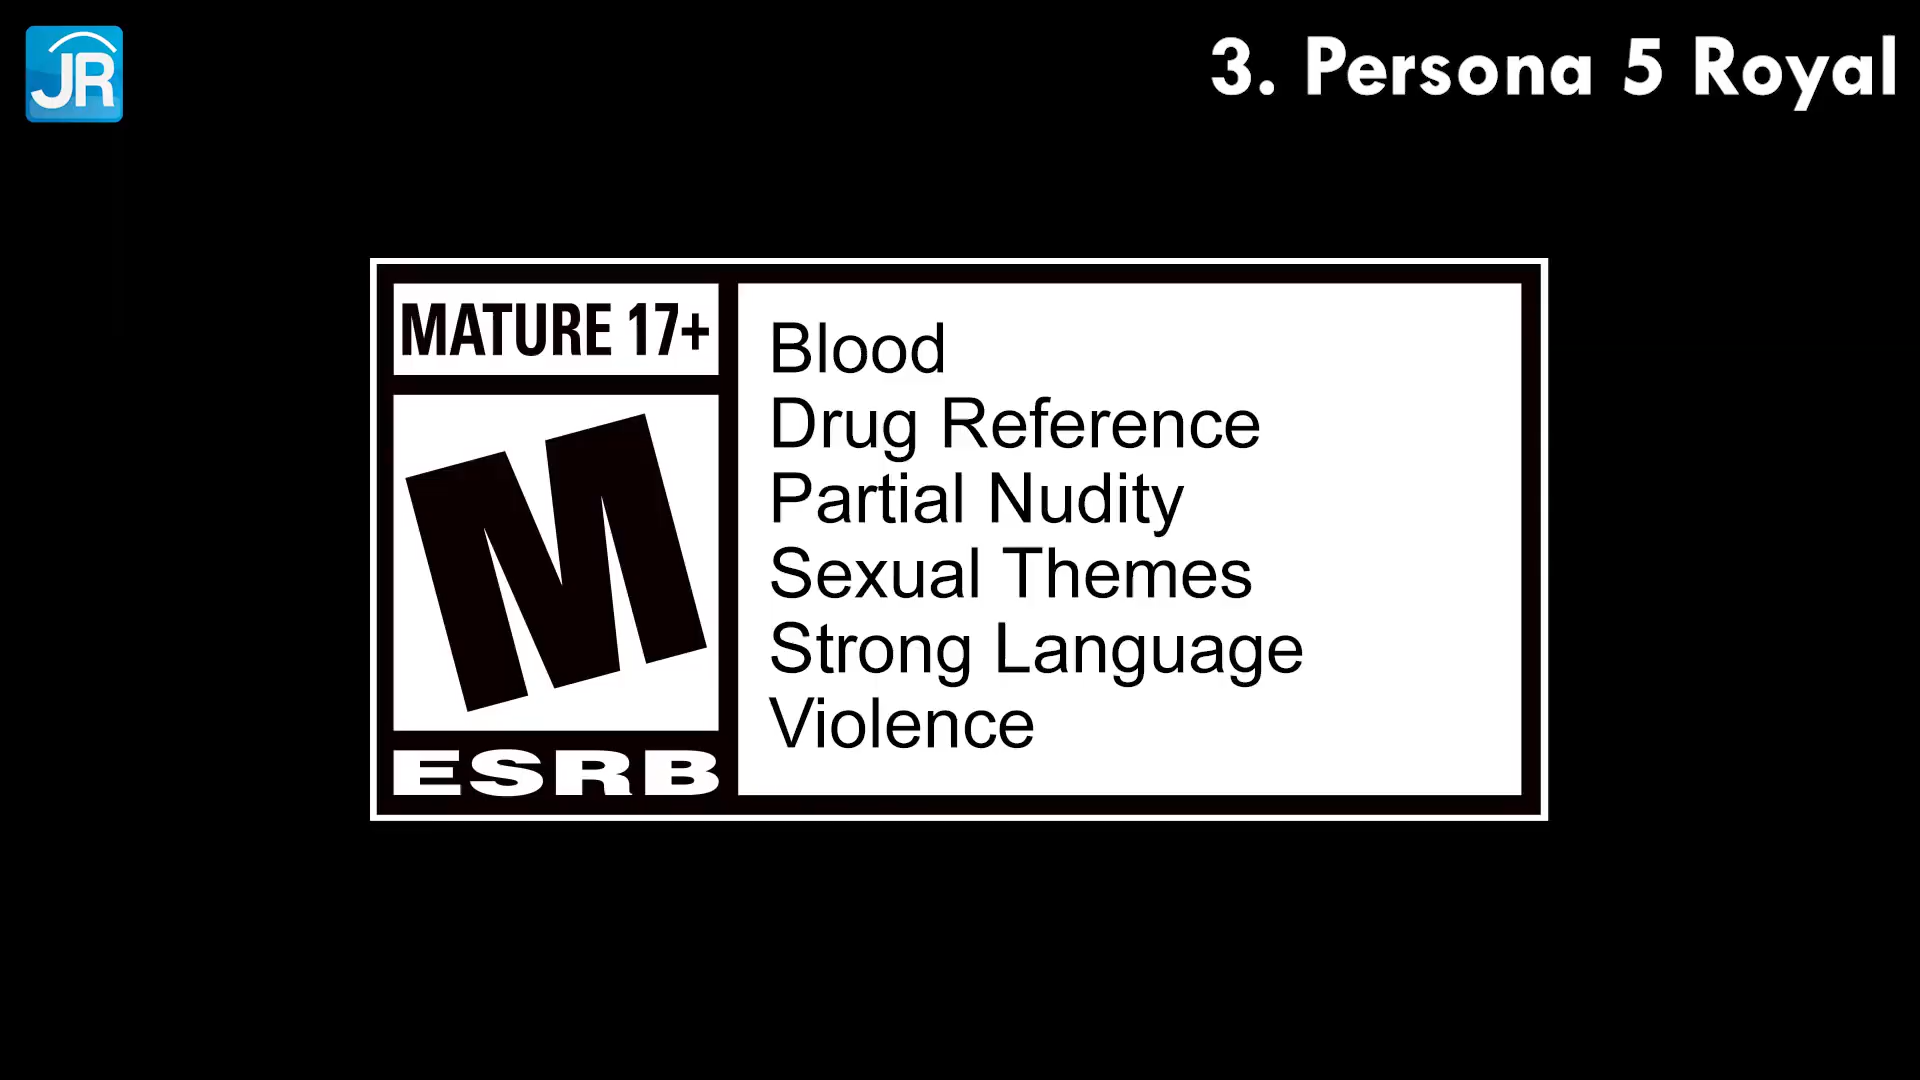 JR
3. Persona 5 Royal
MATURE 17+
M
ESRB
Blood
Drug Reference
Partial Nudity
Sexual Themes
Strong Language
Violence